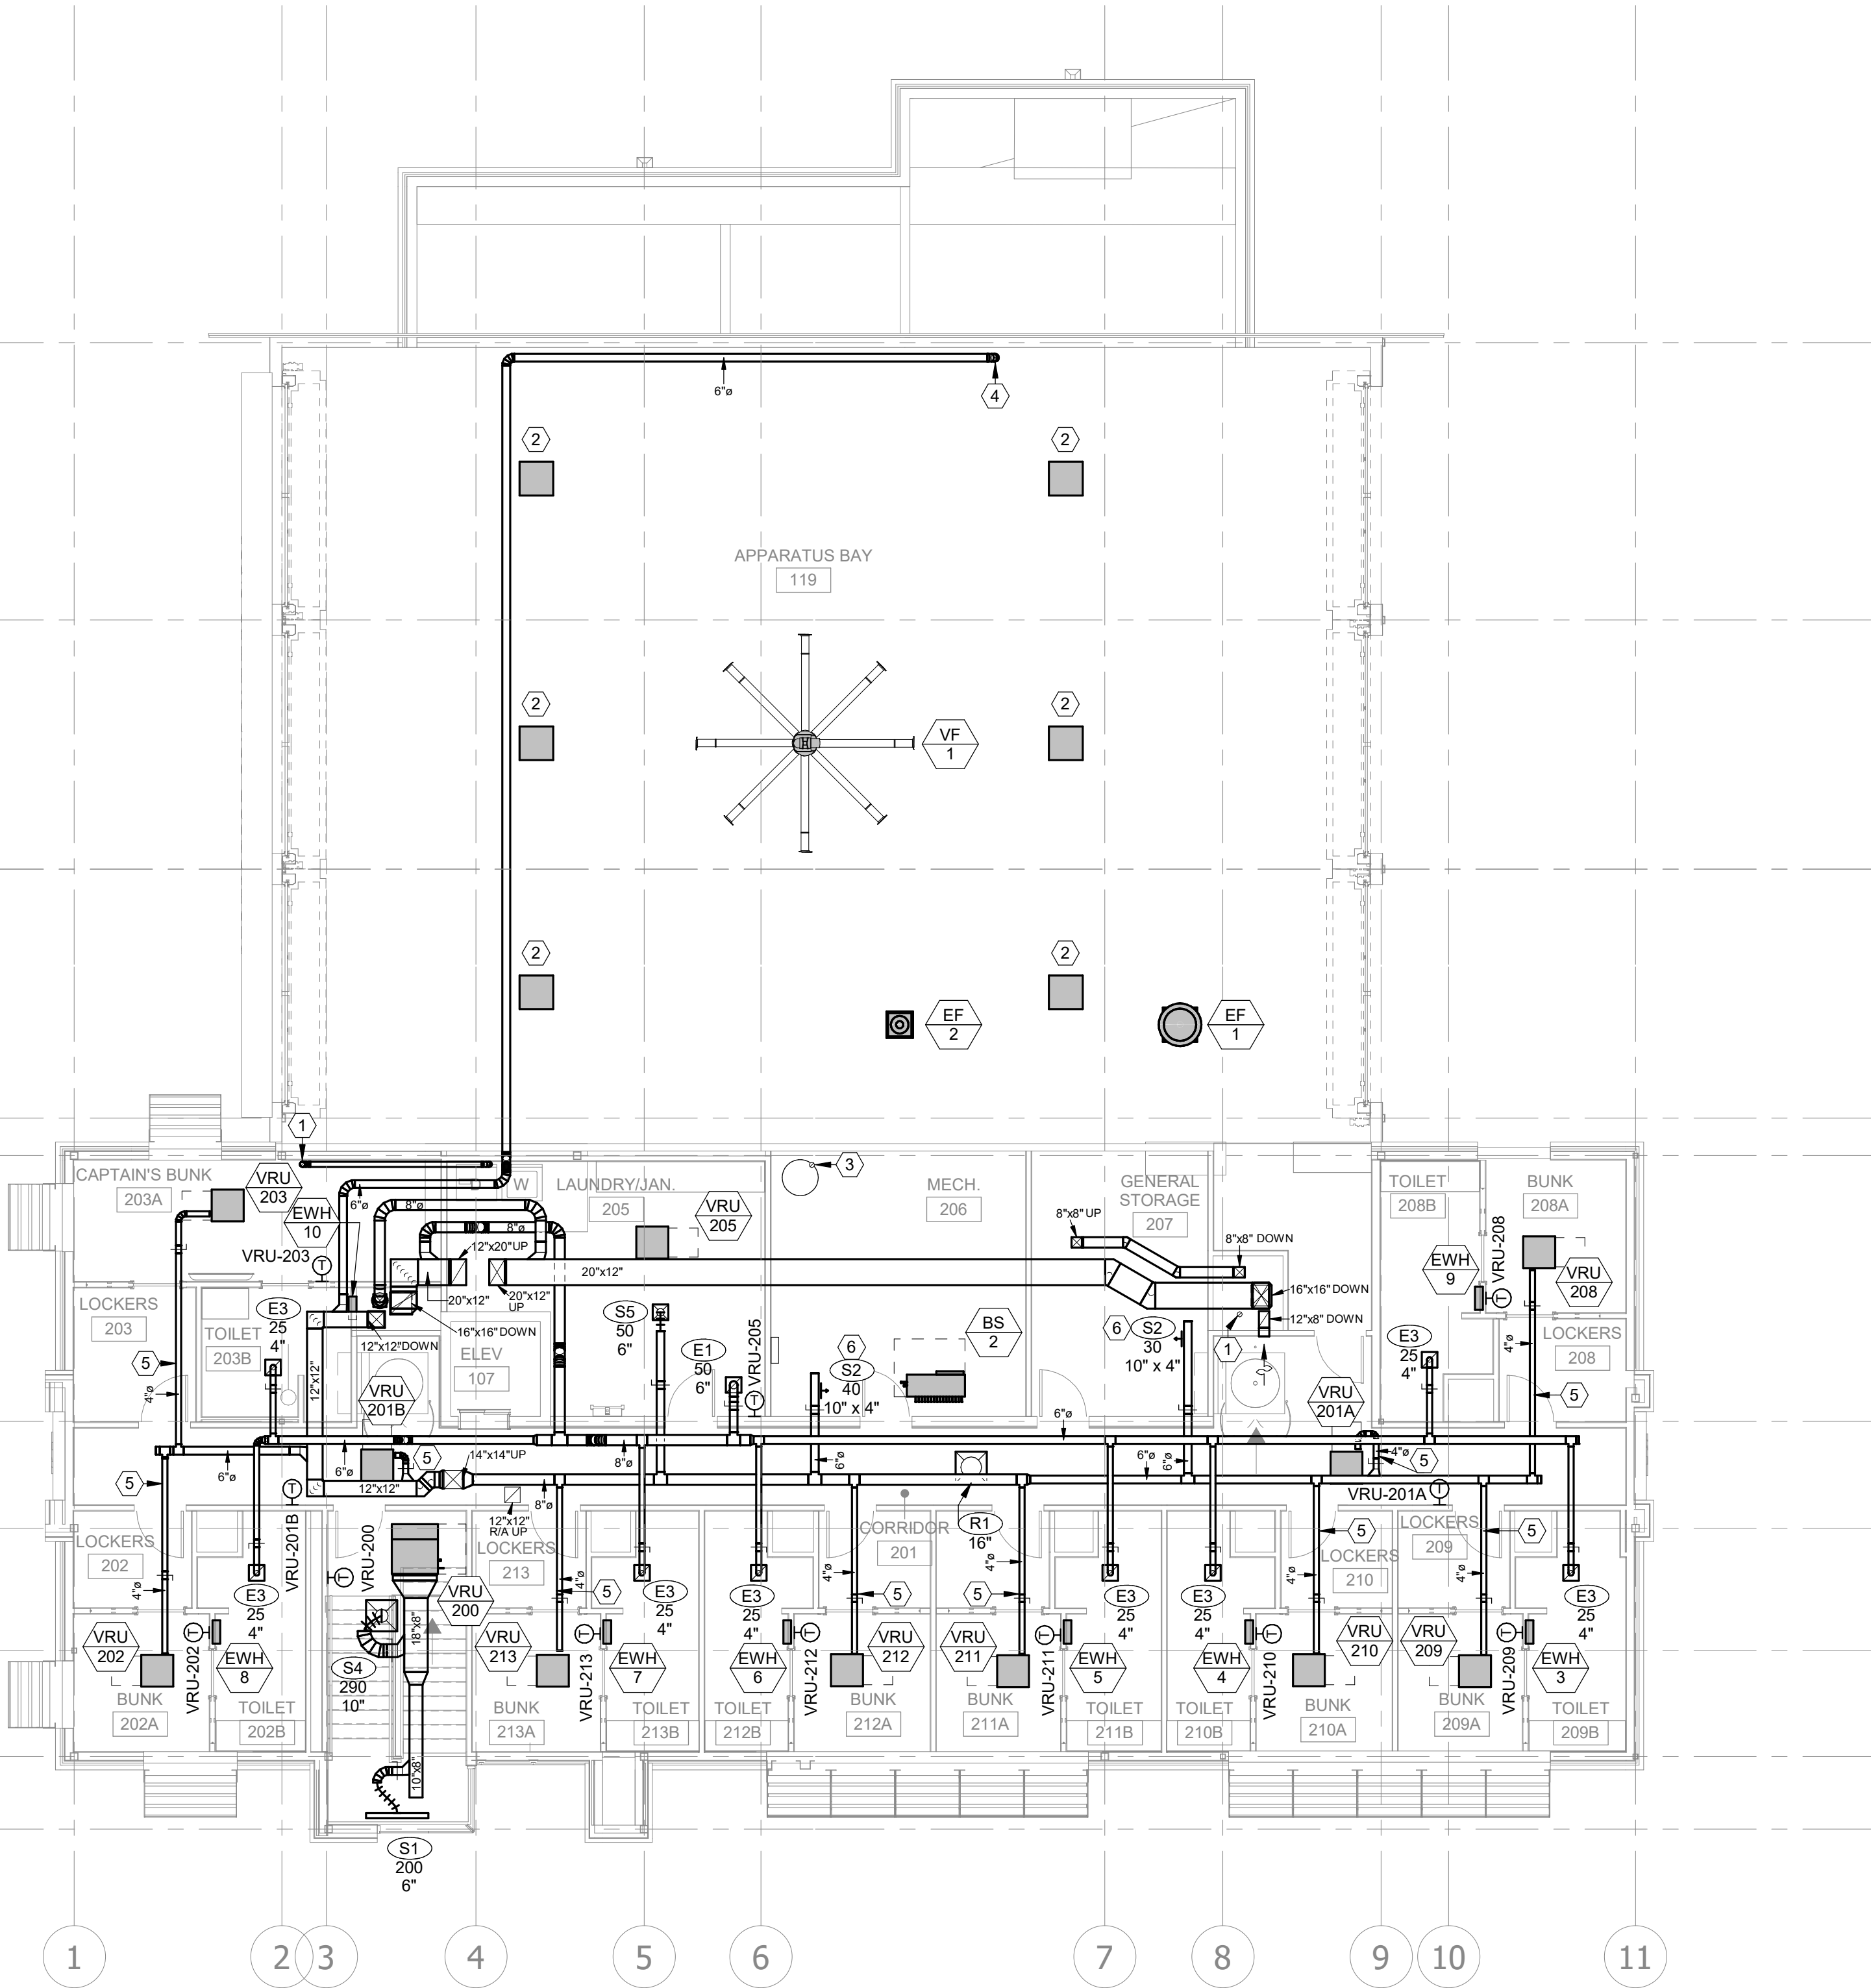 6"ø
4
2
2
APPARATUS BAY
119
2
2
VF
1
2
2
EF
2
EF
1
1
CAPTAIN'S BUNK
203A
VRU
203
EWH
10
VRU-203
6"ø
8"ø
8"ø
W
LAUNDRY/JAN.
205
VRU
205
3
MECH.
206
GENERAL
STORAGE
207
8"x8" UP
8"x8" DOWN
TOILET
208B
BUNK
208A
EWH
9
VRU-208
VRU
208
12"x20"UP
20"x12"
20"x12"
UP
20"x12"
16"x16" DOWN
12"x8" DOWN
16"x16"DOWN
12"x12"DOWN
LOCKERS
203
TOILET
203B
E3
25
4"
5
4"ø
12"x12"
VRU
201B
ELEV
107
S5
50
6"
E1
50
6"
VRU-205
6
S2
40
10" x 4"
BS
2
6
S2
30
10" x 4"
1
VRU
201A
E3
25
4"
4"ø
LOCKERS
208
5
6"ø
6"ø
5
14"x14"UP
12"x12"
8"ø
8"ø
6"ø
6"ø
6"ø
6"ø
4"ø
5
5
VRU-201B
12"x12"
R/A UP
R1
16"
CORRIDOR
201
VRU-201A
LOCKERS
202
4"ø
E3
25
4"
VRU-200
VRU
200
18"x8"
LOCKERS
213
4"ø
5
E3
25
4"
E3
25
4"
4"ø
5
5
4"ø
E3
25
4"
E3
25
4"
4"ø
5
LOCKERS
210
LOCKERS
209
4"ø
5
E3
25
4"
VRU
202
VRU-202
EWH
8
S4
290
10"
VRU
213
VRU-213
EWH
7
EWH
6
VRU-212
VRU
212
VRU
211
VRU-211
EWH
5
EWH
4
VRU-210
VRU
210
VRU
209
VRU-209
EWH
3
BUNK
202A
TOILET
202B
BUNK
213A
TOILET
213B
TOILET
212B
BUNK
212A
BUNK
211A
TOILET
211B
TOILET
210B
BUNK
210A
BUNK
209A
TOILET
209B
10"x8"
S1
200
6"
T
T
T
T
T
T
T
T
T
T
T
T
1
2
3
4
5
6
7
8
9
10
11